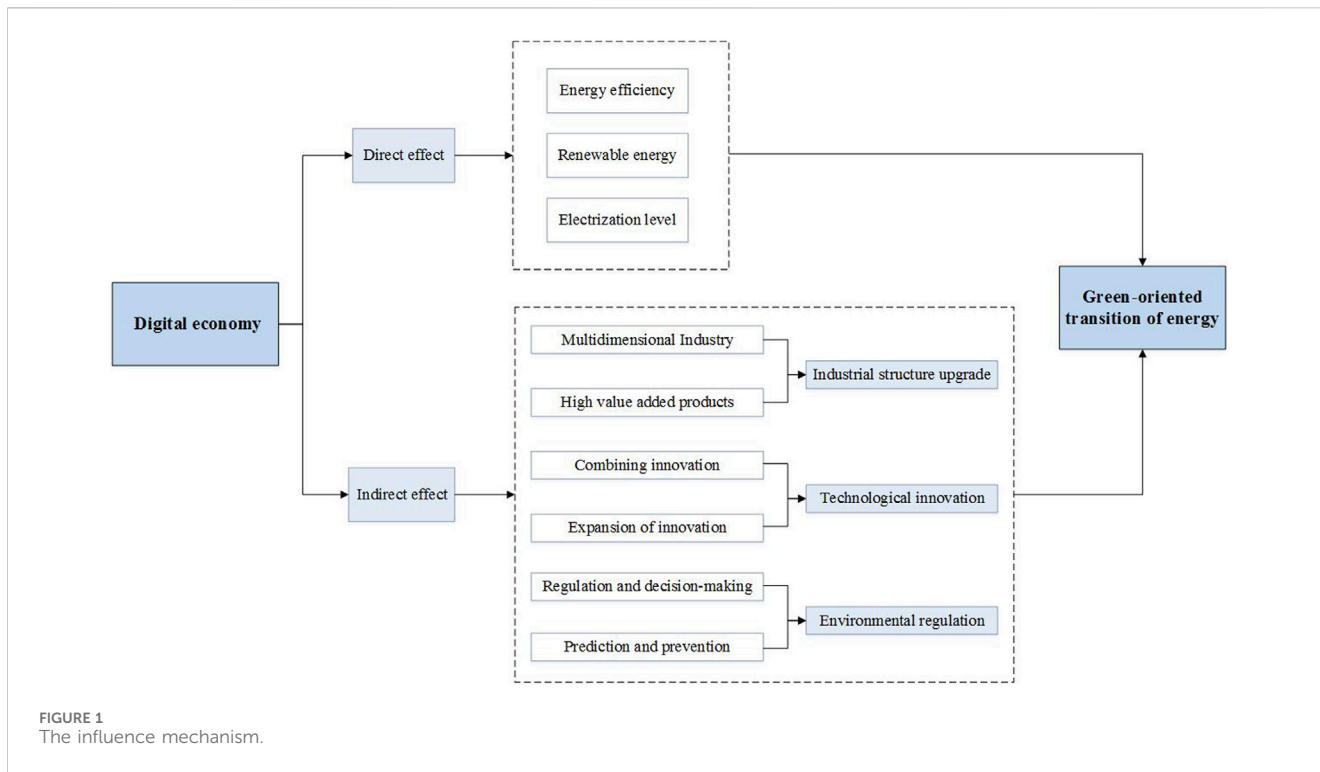 Energy efficiency
Direct effect
Renewable energy
Electrization level
Digital economy
Green-oriented
transition of energy
Multidimensional Industry
Industrial structure upgrade
High value added products
Combining innovation
Indirect effect
Technological innovation
Expansion of innovation
Regulation and decision-making
Environmental regulation
Prediction and prevention
FIGURE 1
The influence mechanism.